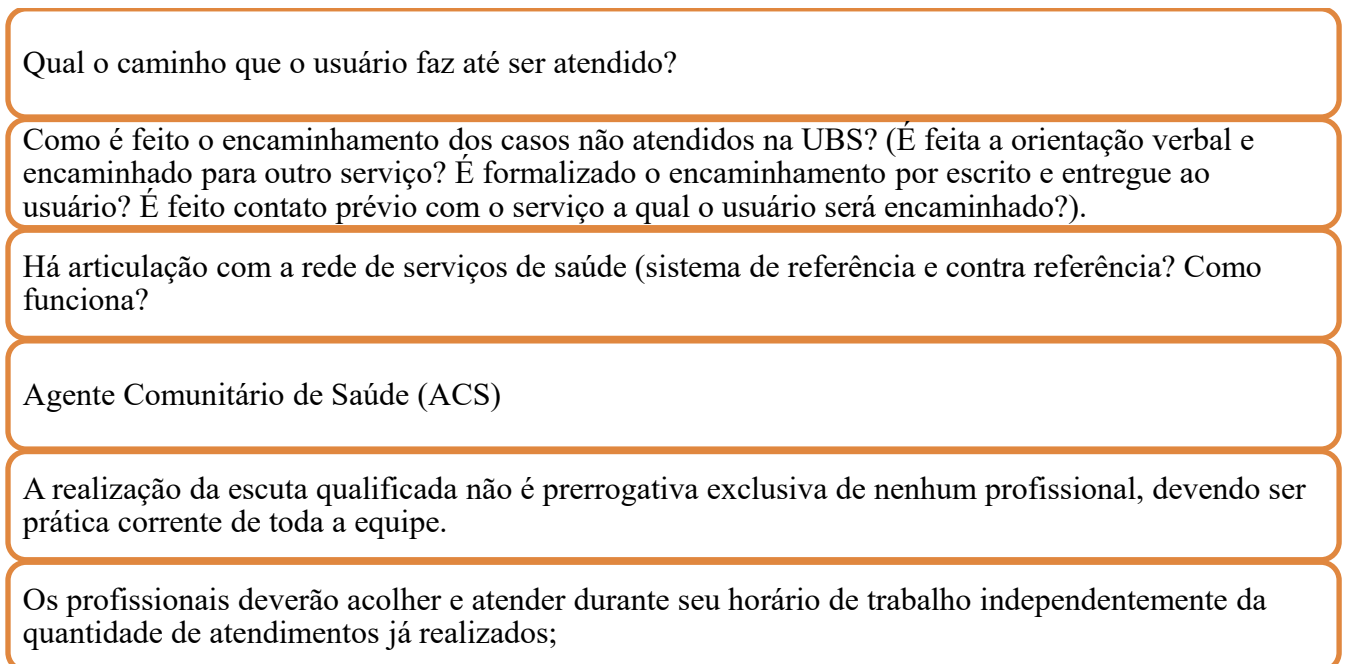 Qual o caminho que o usuário faz até ser atendido?
Como é feito o encaminhamento dos casos não atendidos na UBS? (É feita a orientação verbal e
encaminhado para outro serviço? É formalizado o encaminhamento por escrito e entregue ao
usuário? É feito contato prévio com o serviço a qual o usuário será encaminhado?).
Há articulação com a rede de serviços de saúde (sistema de referência e contra referência? Como
funciona?
Agente Comunitário de Saúde (ACS)
A realização da escuta qualificada não é prerrogativa exclusiva de nenhum profissional, devendo ser
prática corrente de toda a equipe.
Os profissionais deverão acolher e atender durante seu horário de trabalho independentemente da
quantidade de atendimentos já realizados;